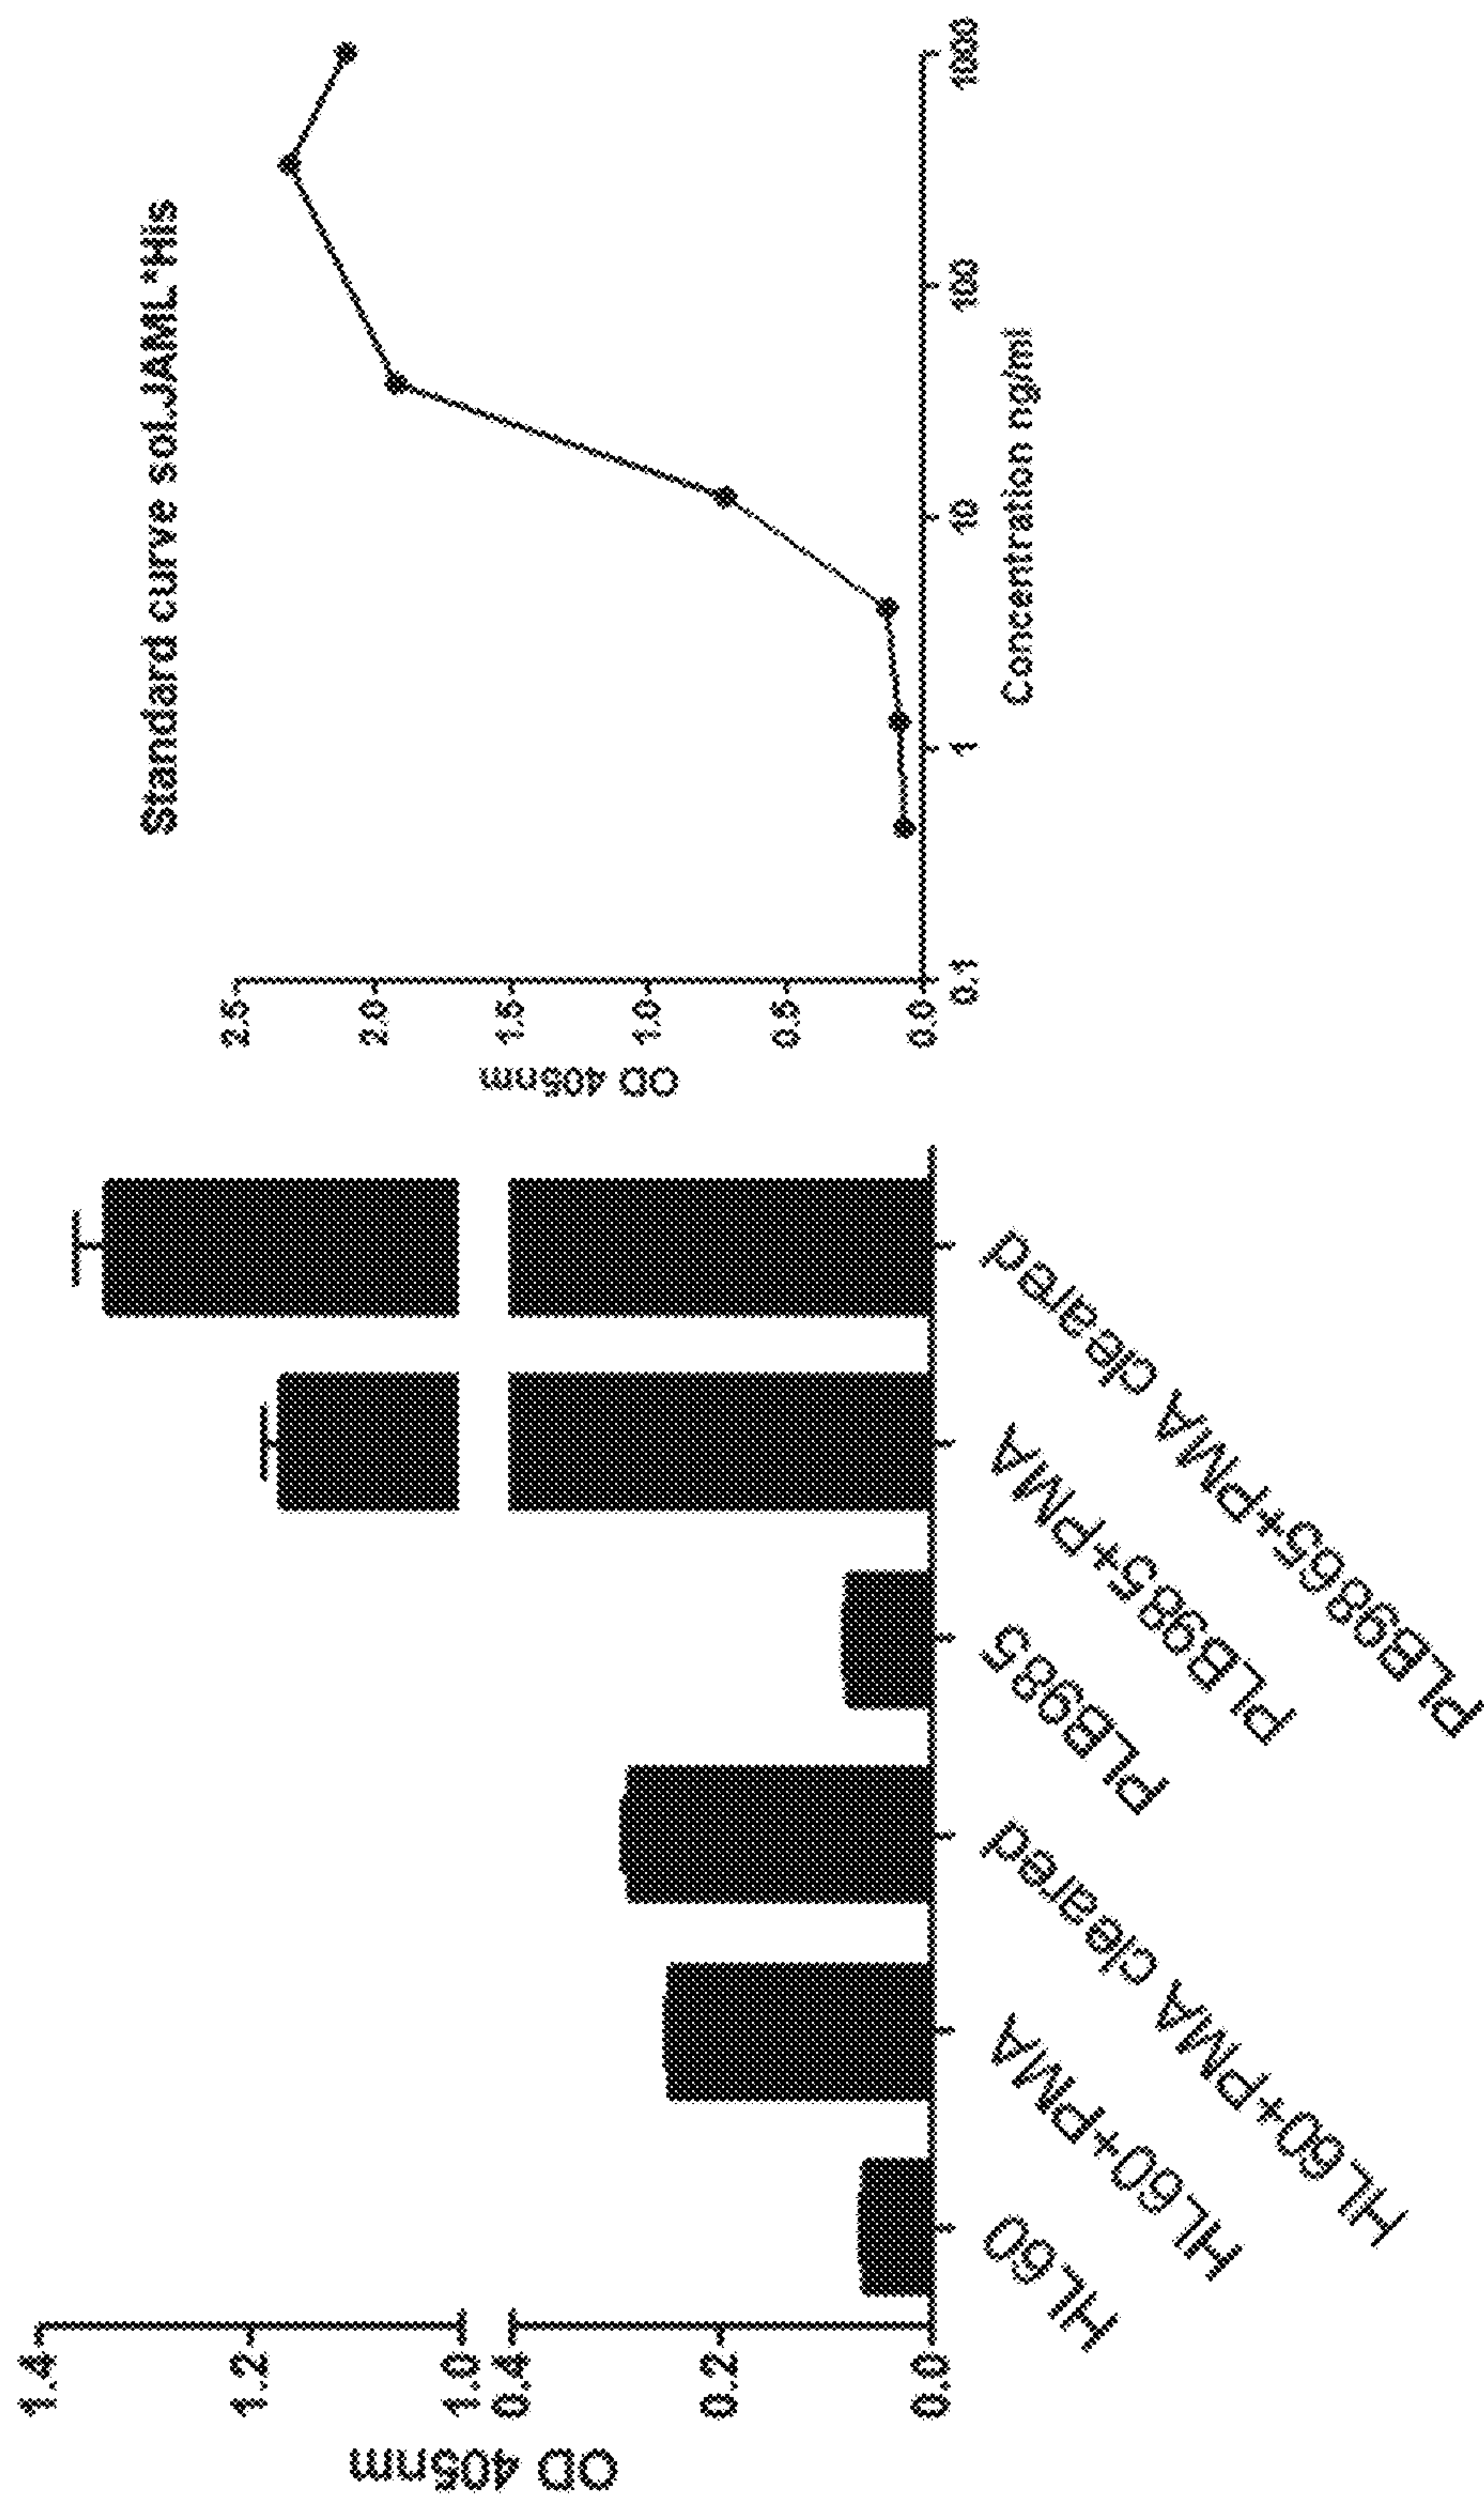 OD 405nm
1.4
1.2
1.0
0.4
0.2
0.0
HL60
HL60+PMA
HL60+PMA cleared
PLB985
PLB985+PMA
PLB9865+PMA cleared
Standard curve sol.JAML*His
OD 405nm
2.5
2.0
1.5
1.0
0.5
0.0
0.1
1
10
100
1000
Concentration ng/ml